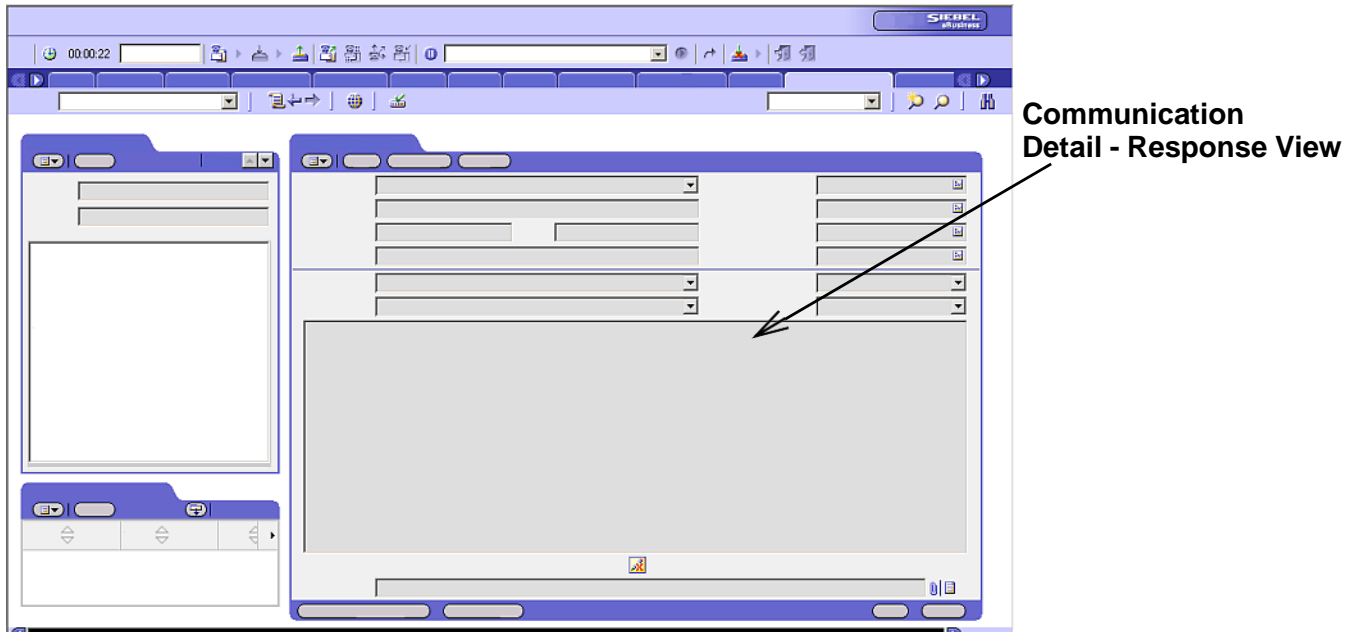 SIEBEL
eBusiness
00:00:22
Communication
Detail - Response View